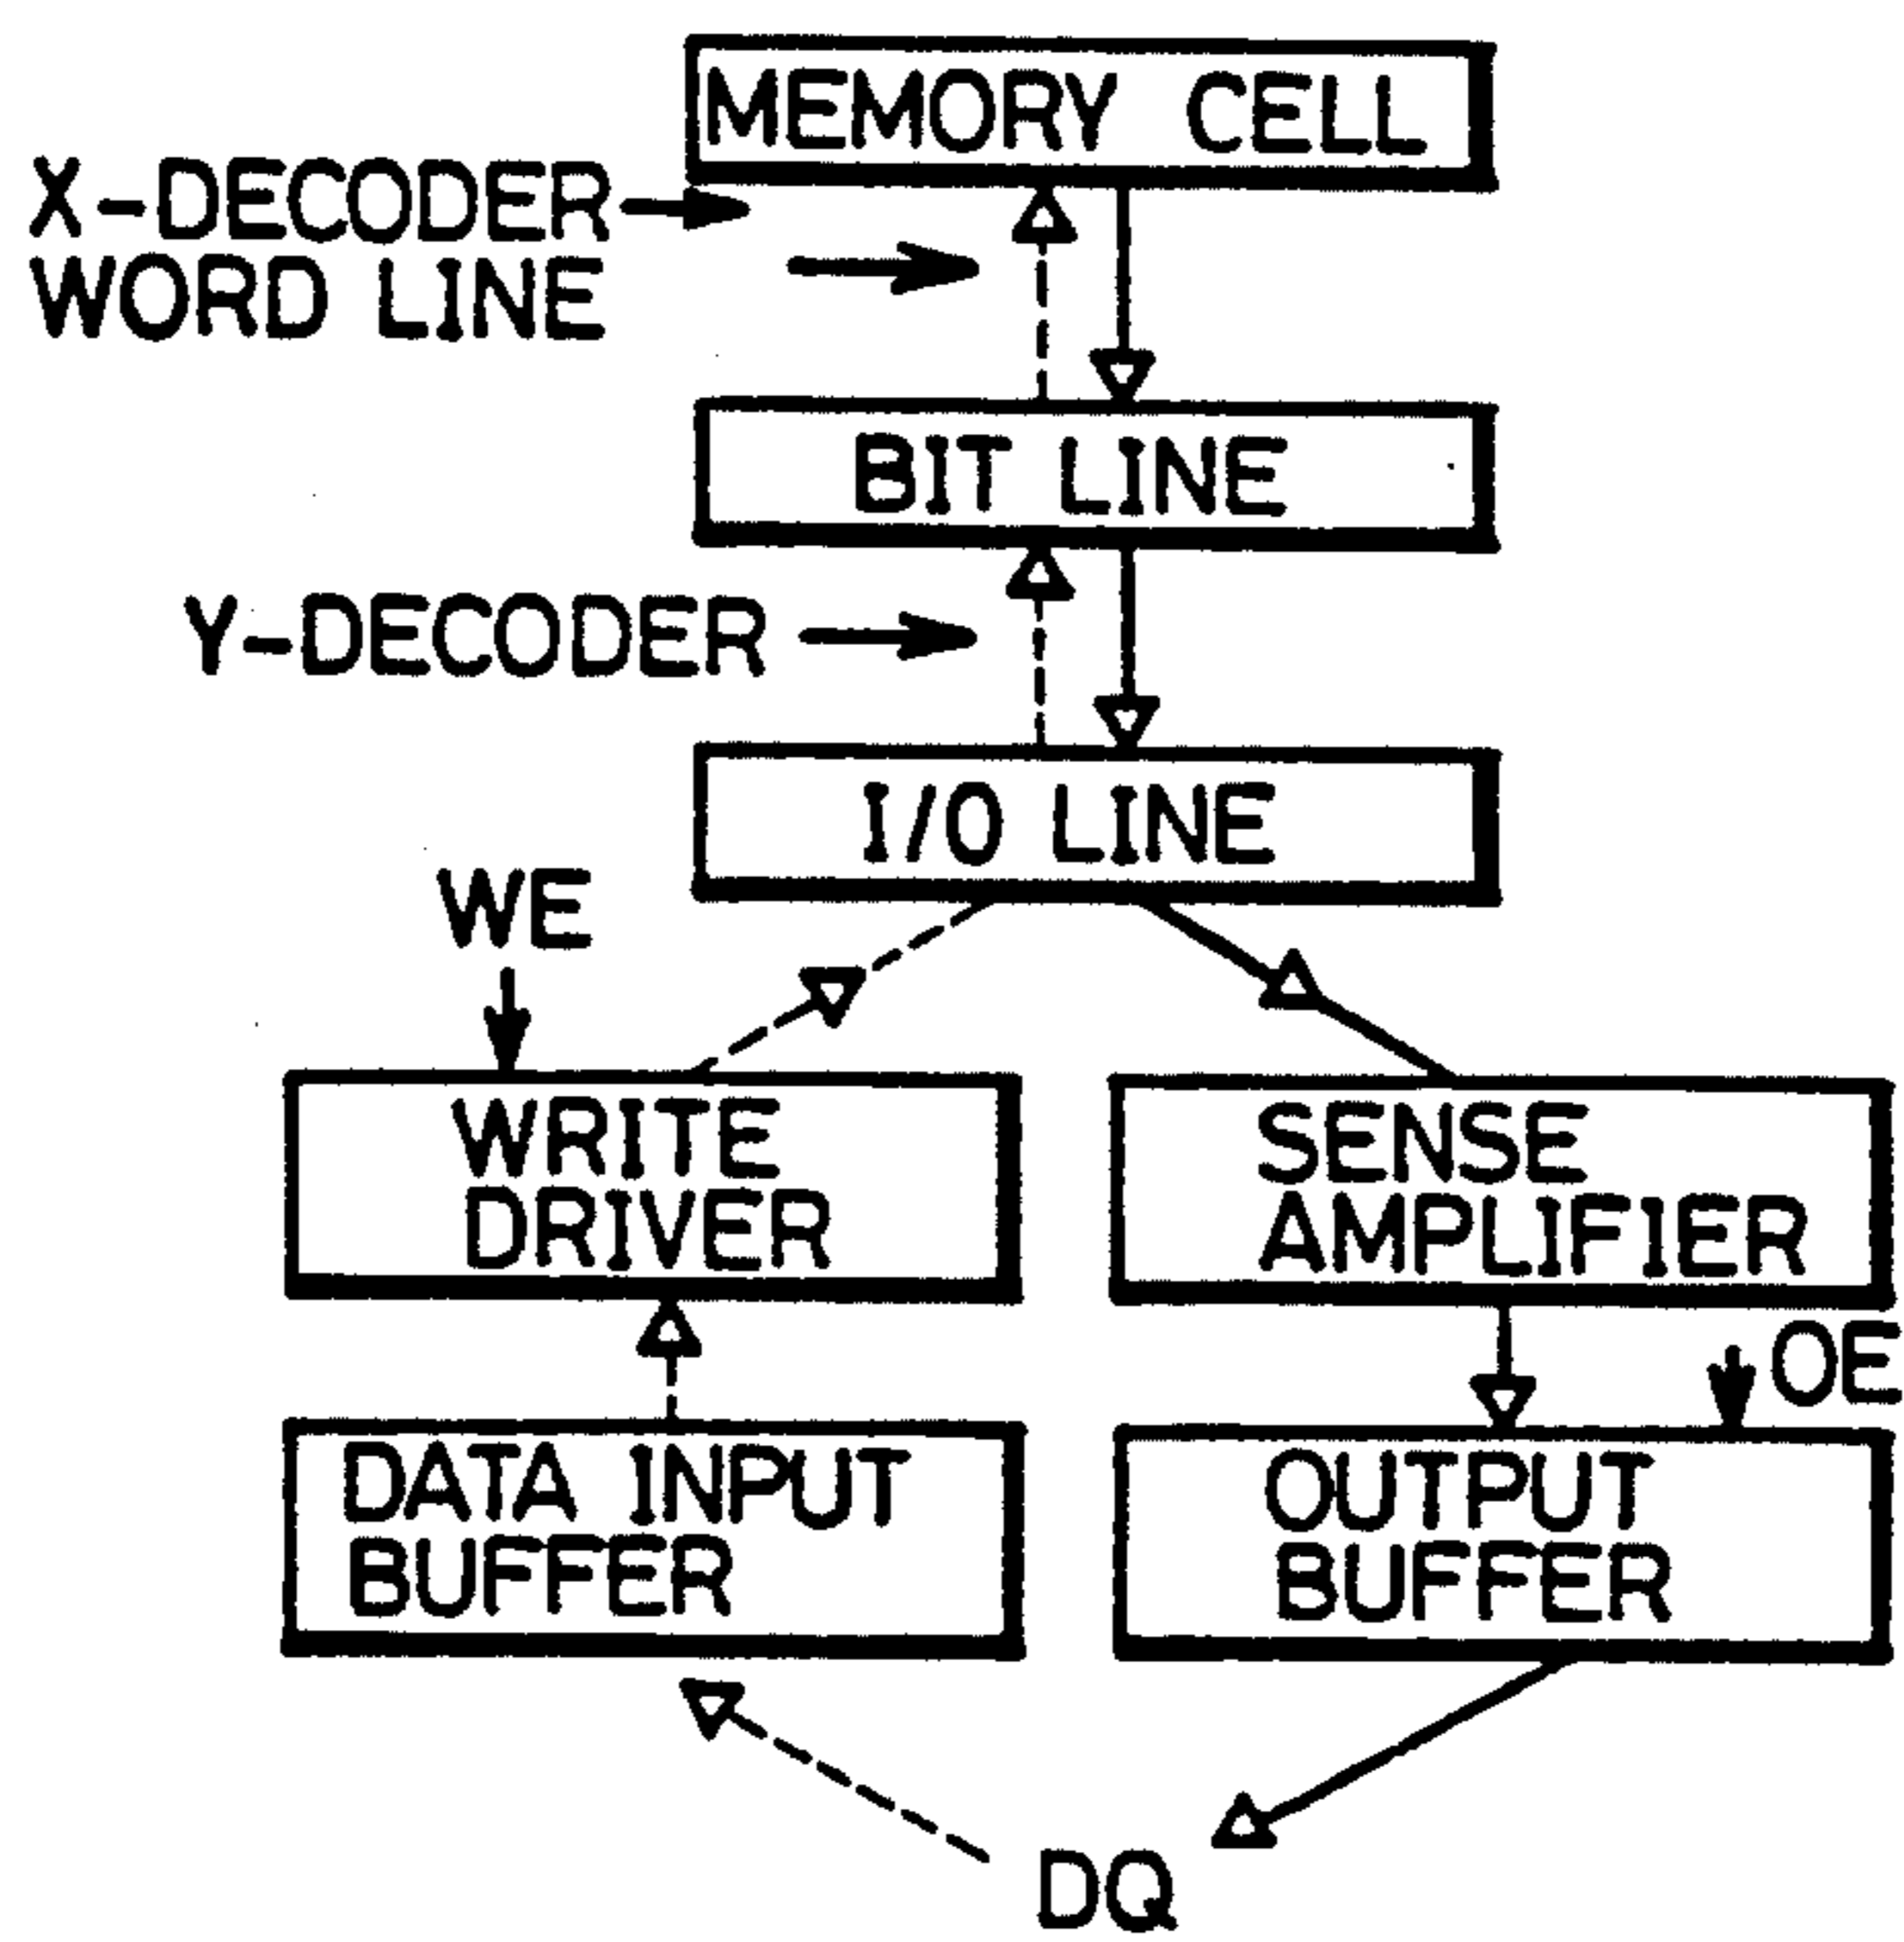 MEMORY CELL
X-DECODER
WORD LINE
BIT LINE
Y-DECODER
I/O LINE
WE
WRITE
DRIVER
SENSE
AMPLIFIER
OE
DATA INPUT
BUFFER
OUTPUT
BUFFER
DQ